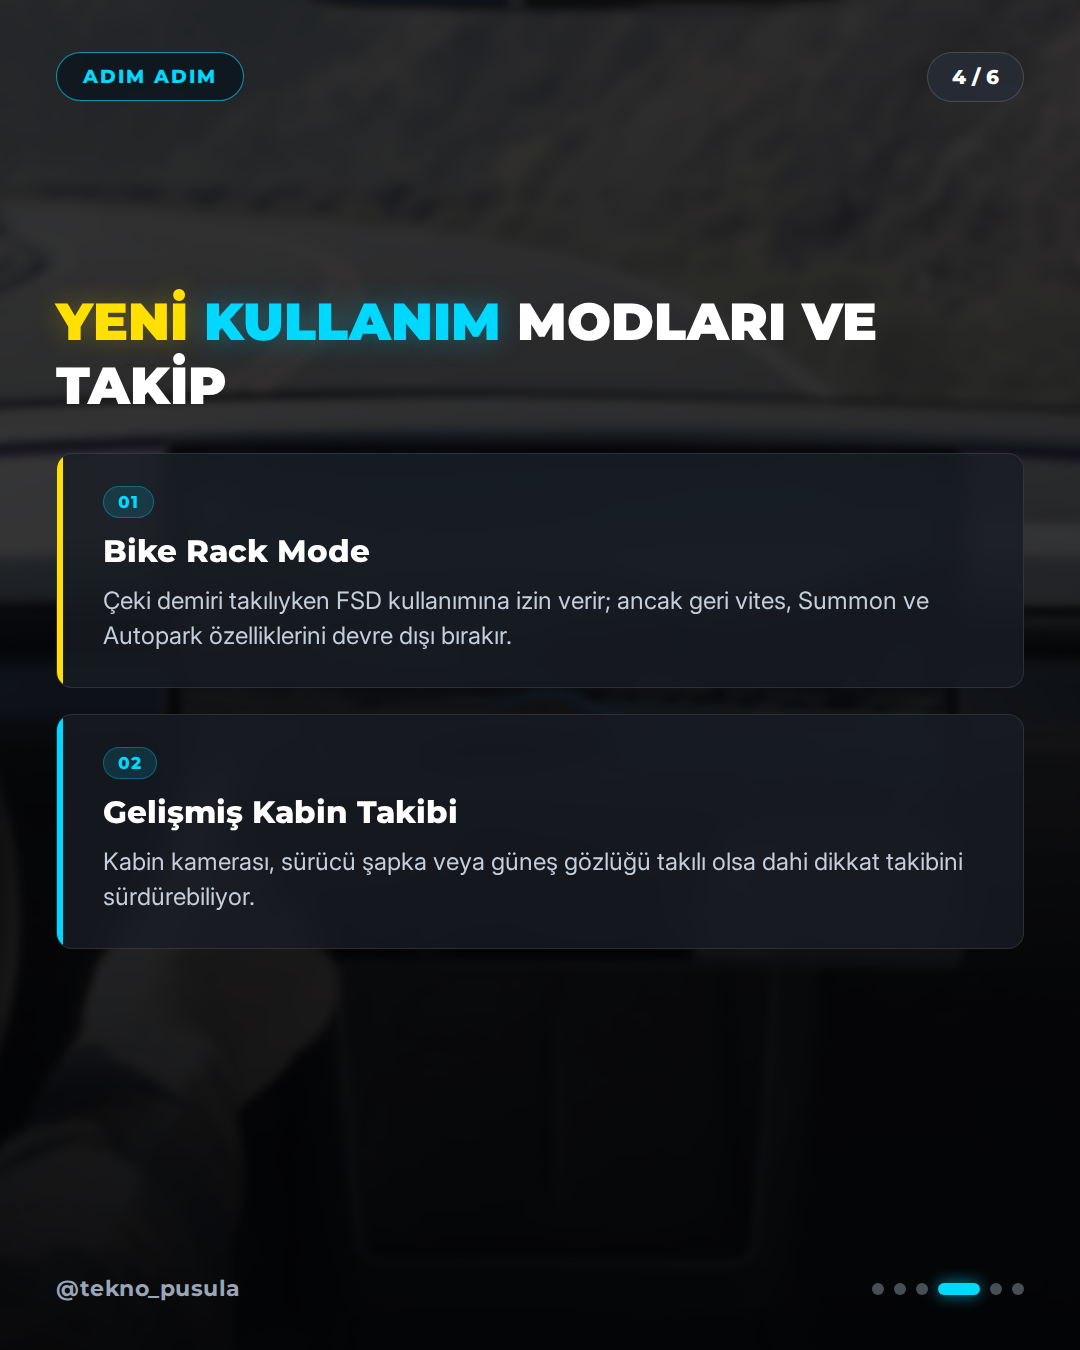 ADIM ADIM
4/6
YENİ KULLANIM MODLARI VE
TAKİP
01
Bike Rack Mode
Çeki demiri takılıyken FSD kullanımına izin verir; ancak geri vites, Summon ve
Autopark özelliklerini devre dışı bırakır.
02
Gelişmiş Kabin Takibi
Kabin kamerası, sürücü şapka veya güneş gözlüğü takılı olsa dahi dikkat takibini
sürdürebiliyor.
@tekno_pusula